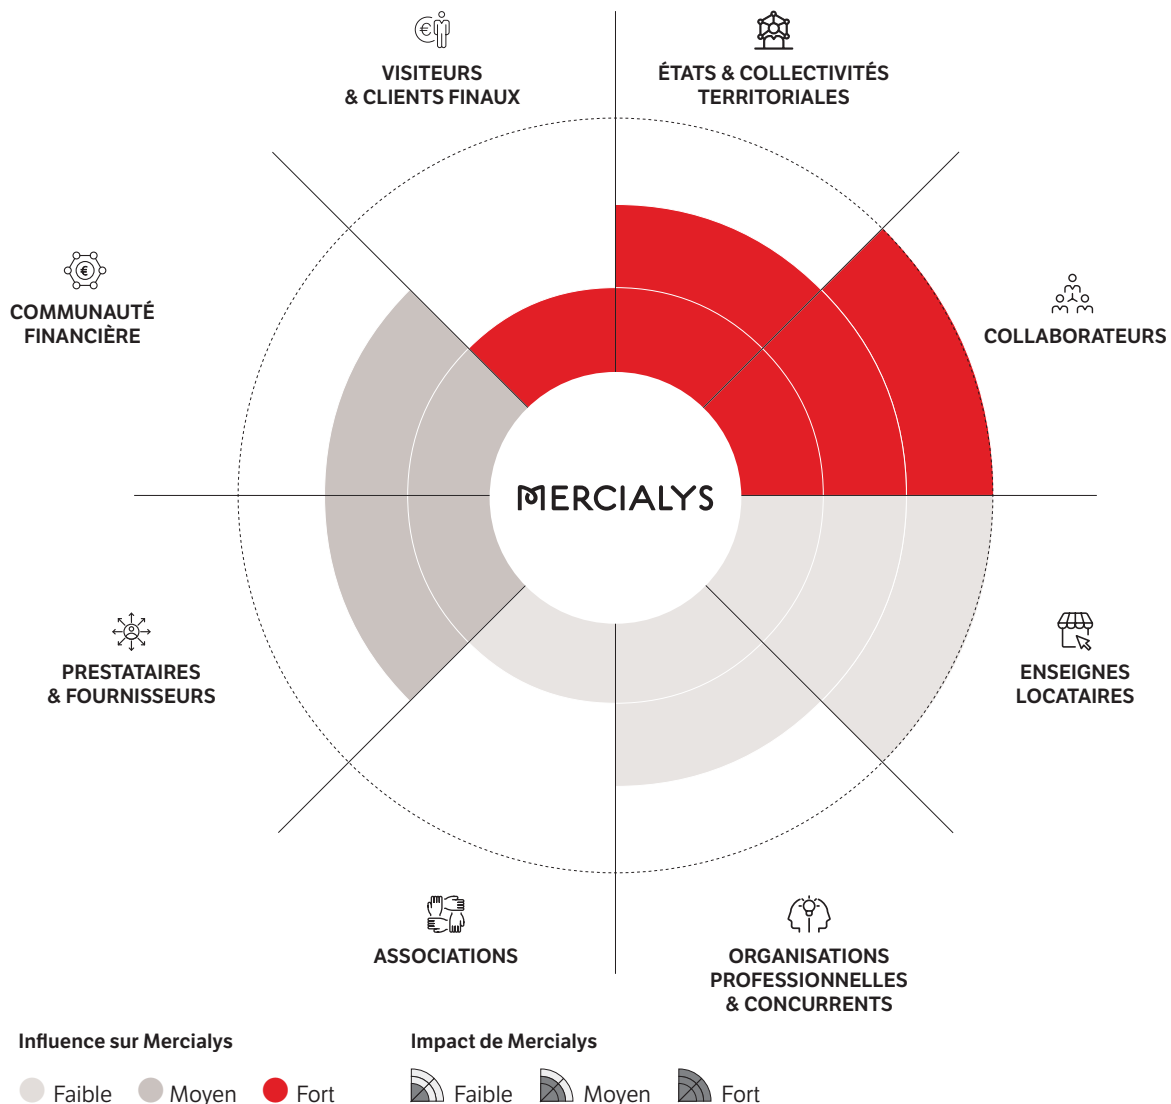 VISITEURS
& CLIENTS FINAUX
ÉTATS & COLLECTIVITÉS
TERRITORIALES
COMMUNAUTÉ
FINANCIÈRE
COLLABORATEURS
MERCIALYS
PRESTATAIRES
& FOURNISSEURS
ENSEIGNES
LOCATAIRES
ASSOCIATIONS
ORGANISATIONS
PROFESSIONNELLES
& CONCURRENTS
Influence sur Mercialys
Faible Moyen Fort
Impact de Mercialys
Faible Moyen Fort